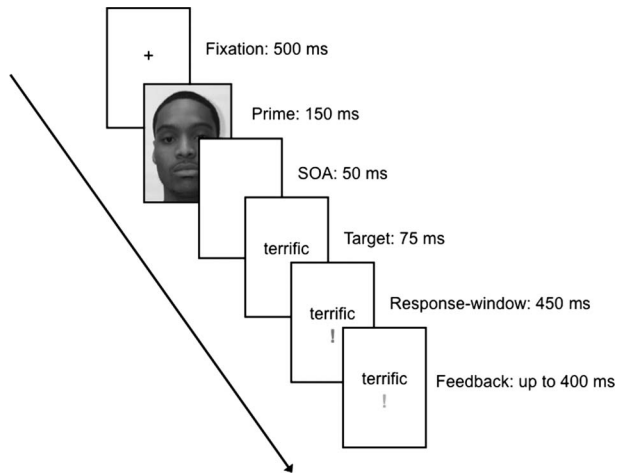 +
Fixation: 500 ms
Prime: 150 ms
SOA: 50 ms
terrific
Target: 75 ms
terrific
Response-window: 450 ms
terrific
Feedback: up to 400 ms